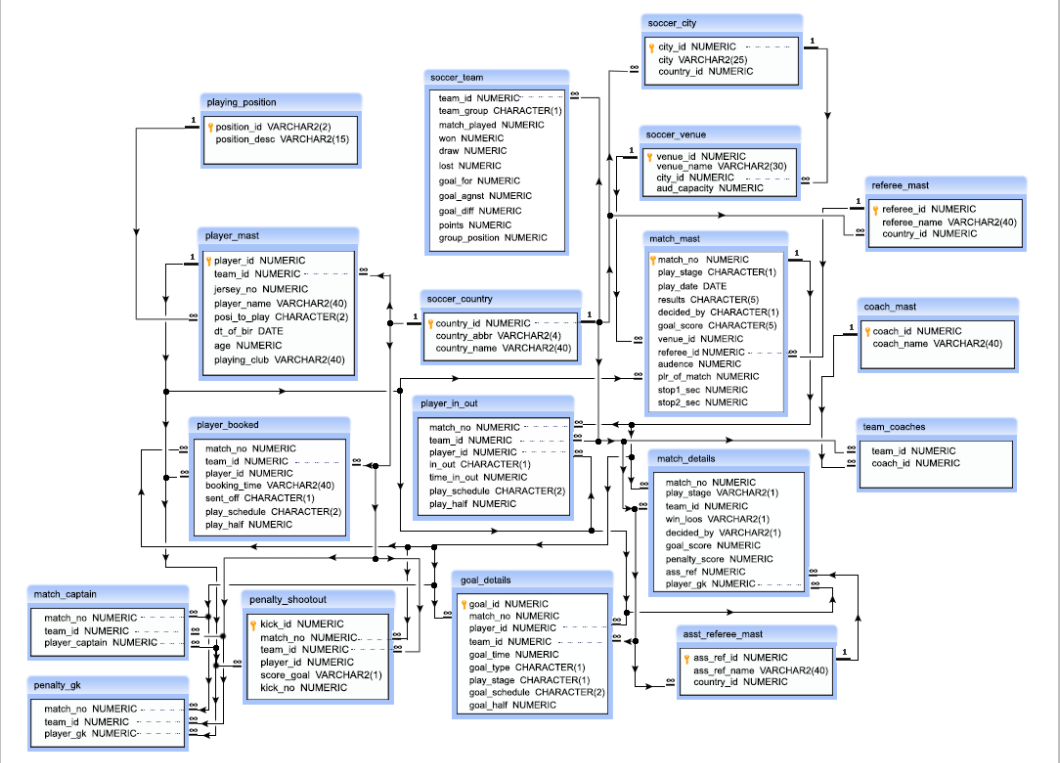 soccer_city
city_id NUMERIC
city VARCHAR2(25)
country_id NUMERIC
soccer_team
team_id NUMERIC
team_group CHARACTER(1)
match_played NUMERIC
won NUMERIC
draw NUMERIC
lost NUMERIC
goal_for NUMERIC
goal_agnst NUMERIC
goal_diff NUMERIC
points NUMERIC
group_position NUMERIC
playing_position
position_id VARCHAR2(2)
position_desc VARCHAR2(15)
soccer_venue
venue_id NUMERIC
venue_name VARCHAR2(30)
city_id NUMERIC
aud_capacity NUMERIC
referee_mast
referee_id NUMERIC
referee_name VARCHAR2(40)
country_id NUMERIC
player_mast
player_id NUMERIC
team_id NUMERIC
jersey_no NUMERIC
player_name VARCHAR2(40)
posi_to_play CHARACTER(2)
dt_of_bir DATE
age NUMERIC
playing_club VARCHAR2(40)
match_mast
match_no NUMERIC
play_stage CHARACTER(1)
play_date DATE
results CHARACTER(5)
decided_by CHARACTER(1)
goal_score CHARACTER(5)
venue_id NUMERIC
referee_id NUMERIC
audence NUMERIC
plr_of_match NUMERIC
stop1_sec NUMERIC
stop2_sec NUMERIC
soccer_country
country_id NUMERIC
country_abbr VARCHAR2(4)
country_name VARCHAR2(40)
coach_mast
coach_id NUMERIC
coach_name VARCHAR2(40)
player_in_out
match_no NUMERIC
team_id NUMERIC
player_id NUMERIC
in_out CHARACTER(1)
time_in_out NUMERIC
play_schedule CHARACTER(2)
play_half NUMERIC
player_booked
match_no NUMERIC
team_id NUMERIC
player_id NUMERIC
booking_time VARCHAR2(40)
sent_off CHARACTER(1)
play_schedule CHARACTER(2)
play_half NUMERIC
team_coaches
team_id NUMERIC
coach_id NUMERIC
match_details
match_no NUMERIC
play_stage VARCHAR2(1)
team_id NUMERIC
win_loos VARCHAR2(1)
decided_by VARCHAR2(1)
goal_score NUMERIC
penalty_score NUMERIC
ass_ref NUMERIC
player_gk NUMERIC
match_captain
match_no NUMERIC
team_id NUMERIC
player_captain NUMERIC
penalty_shootout
kick_id NUMERIC
match_no NUMERIC
team_id NUMERIC
player_id NUMERIC
score_goal VARCHAR2(1)
kick_no NUMERIC
goal_details
goal_id NUMERIC
match_no NUMERIC
player_id NUMERIC
team_id NUMERIC
goal_time NUMERIC
goal_type CHARACTER(1)
play_stage CHARACTER(1)
goal_schedule CHARACTER(2)
goal_half NUMERIC
asst_referee_mast
ass_ref_id NUMERIC
ass_ref_name VARCHAR2(40)
country_id NUMERIC
penalty_gk
match_no NUMERIC
team_id NUMERIC
player_gk NUMERIC